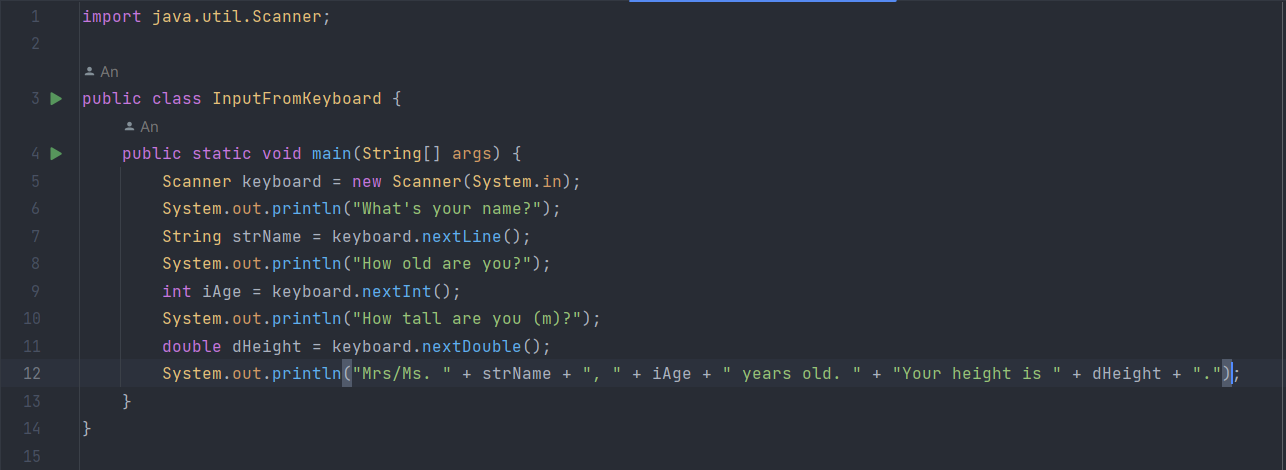 1 import java.util.Scanner;
2
An
3 public class InputFromKeyboard {
An
4 public static void main(String[] args) {
5 Scanner keyboard = new Scanner(System.in);
6 System.out.println("What's your name?");
7 String strName = keyboard.nextLine();
8 System.out.println("How old are you?");
9 int iAge = keyboard.nextInt();
10 System.out.println("How tall are you (m)?");
11 double dHeight = keyboard.nextDouble();
12 System.out.println("Mrs/Ms. " + strName + ", " + iAge + " years old. " + "Your height is " + dHeight + ".");
13 }
14 }
15